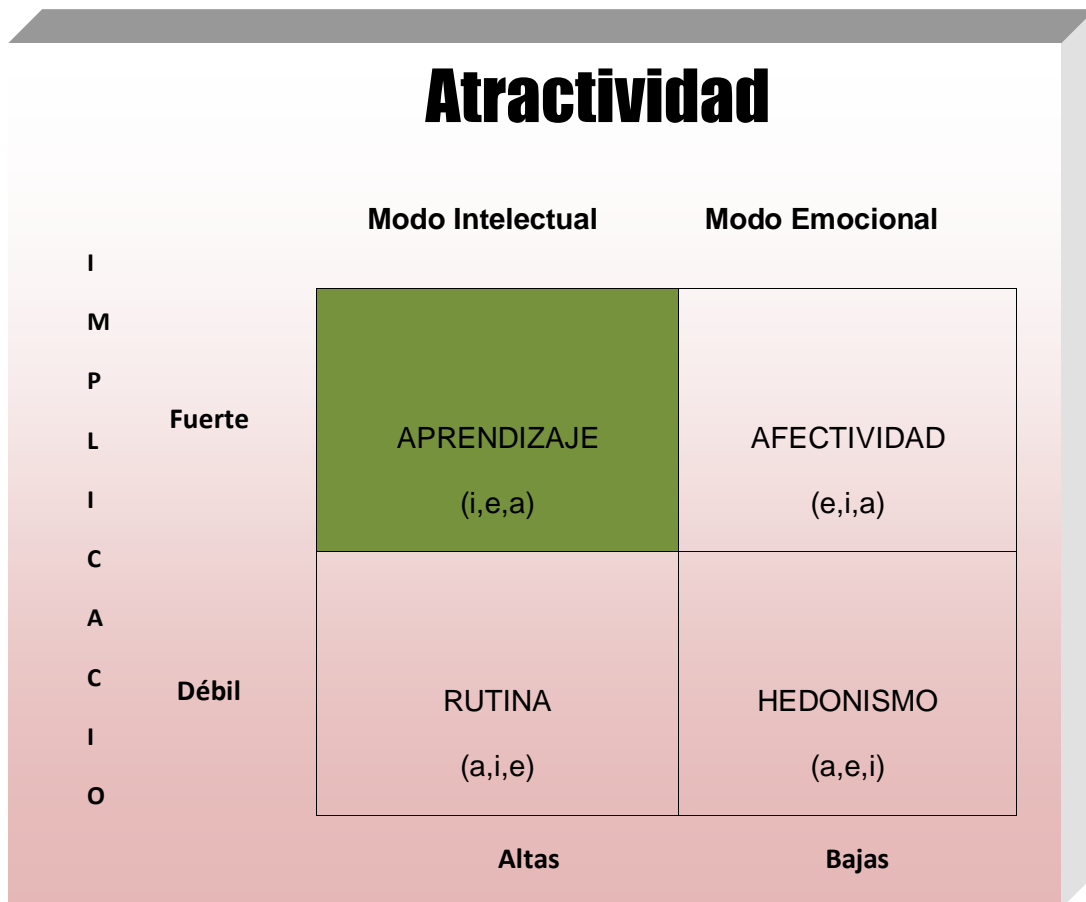 Atractividad
Modo Intelectual Modo Emocional
I
M
P
L
I
C
A
C
I
O
Fuerte
APRENDIZAJE AFECTIVIDAD
(i,e,a) (e,i,a)
Débil
RUTINA HEDONISMO
(a,i,e) (a,e,i)
Altas Bajas